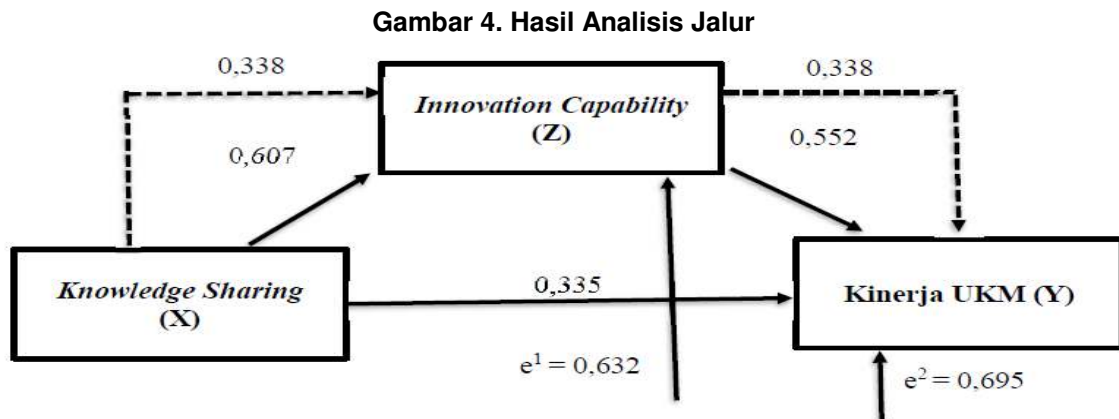 Gambar 4. Hasil Analisis Jalur
0,338
0,338
Innovation Capability
(Z)
0,607
0,552
Knowledge Sharing
(X)
0,335
Kinerja UKM (Y)
e¹ = 0,632
e² = 0,695